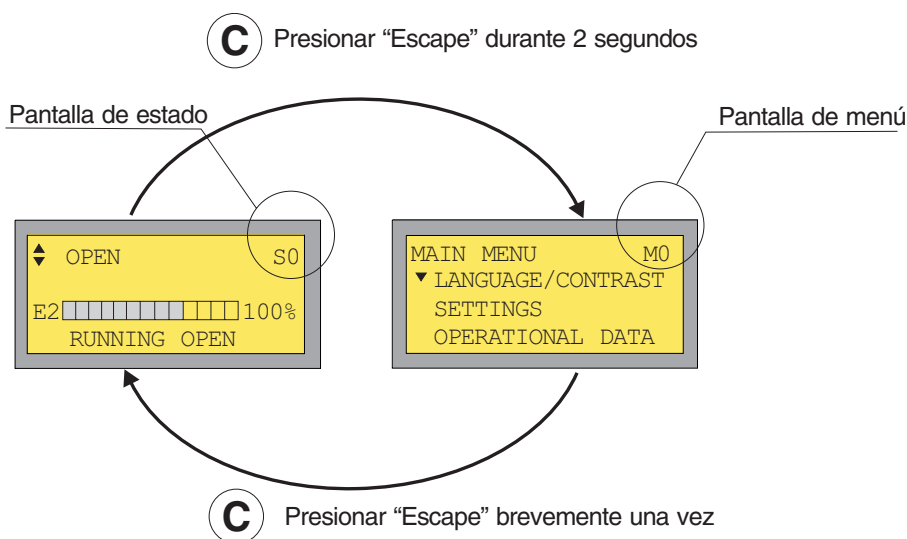 C Presionar “Escape” durante 2 segundos
Pantalla de estado
Pantalla de menú
OPEN S0
E2 100%
RUNNING OPEN
MAIN MENU M0
LANGUAGE/CONTRAST
SETTINGS
OPERATIONAL DATA
C Presionar “Escape” brevemente una vez